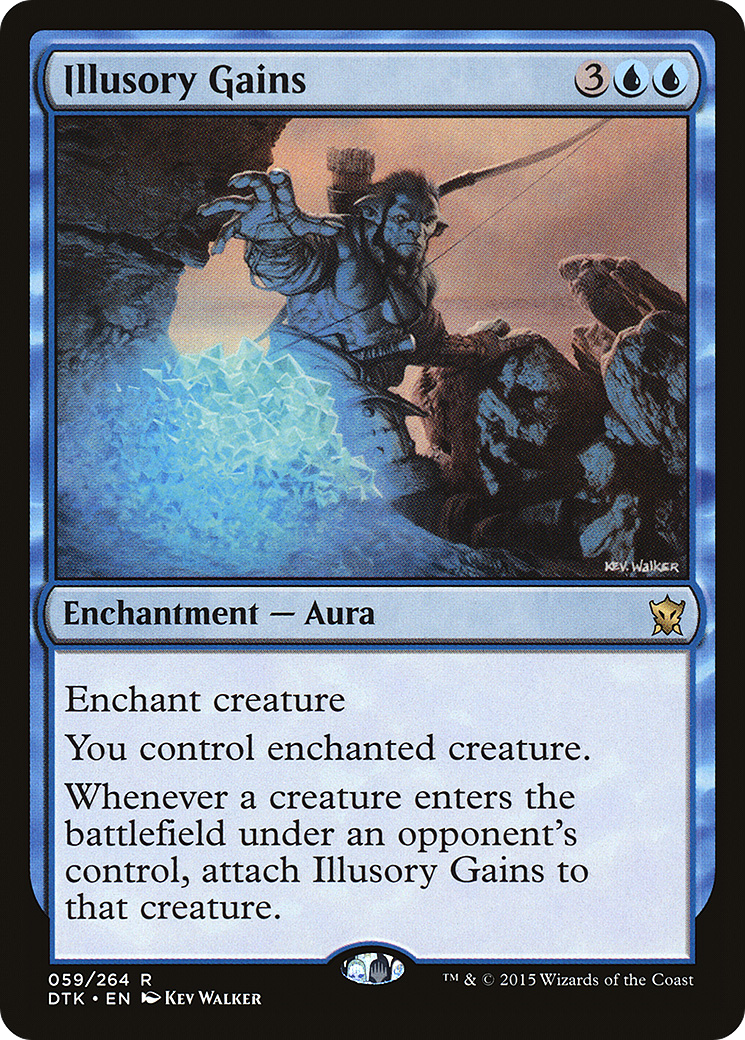 Illusory Gains 3
KEV. WALKER
Enchantment — Aura
Enchant creature
You control enchanted creature.
Whenever a creature enters the
battlefield under an opponent's
control, attach Illusory Gains to
that creature.
059/264 R
DTK • EN Kev Walker
™ & © 2015 Wizards of the Coast